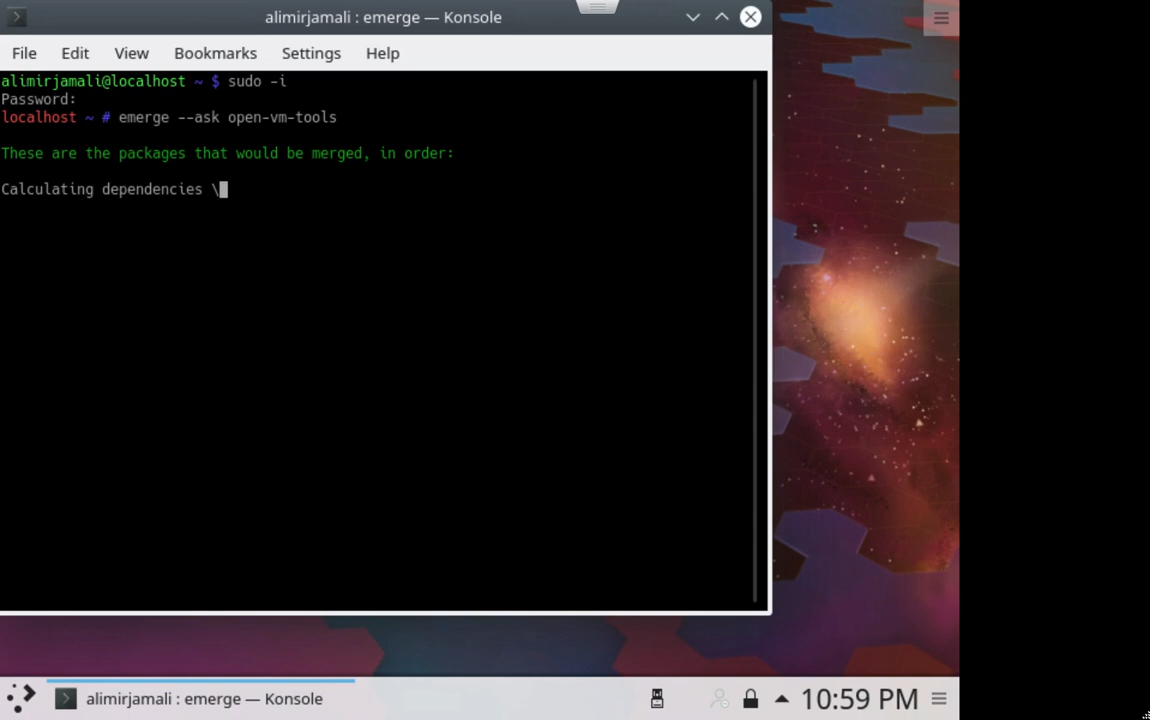 alimirjamali : emerge — Konsole
File Edit View Bookmarks Settings Help
alimirjamali@localhost ~ $ sudo -i
Password:
localhost ~ # emerge --ask open-vm-tools
These are the packages that would be merged, in order:
Calculating dependencies \
alimirjamali : emerge — Konsole 10:59 PM